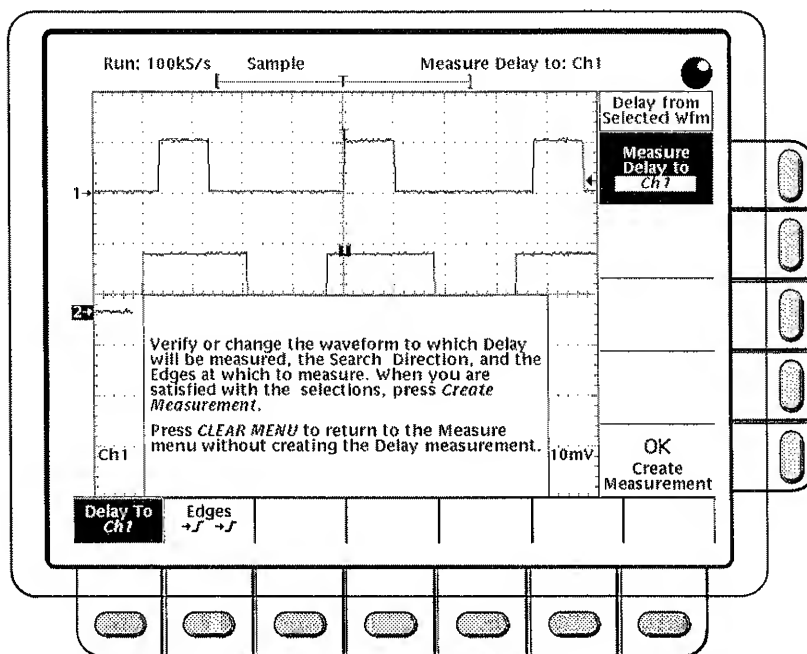 Run: 100kS/s Sample Measure Delay to: Ch1
T
Delay from
Selected Wfm
Measure
Delay to
Ch1
1→
T
2→
Verify or change the waveform to which Delay
will be measured, the Search Direction, and the
Edges at which to measure. When you are
satisfied with the selections, press Create
Measurement.
Press CLEAR MENU to return to the Measure
menu without creating the Delay measurement.
Ch1 10mV
OK
Create
Measurement
Delay To
Ch1
Edges